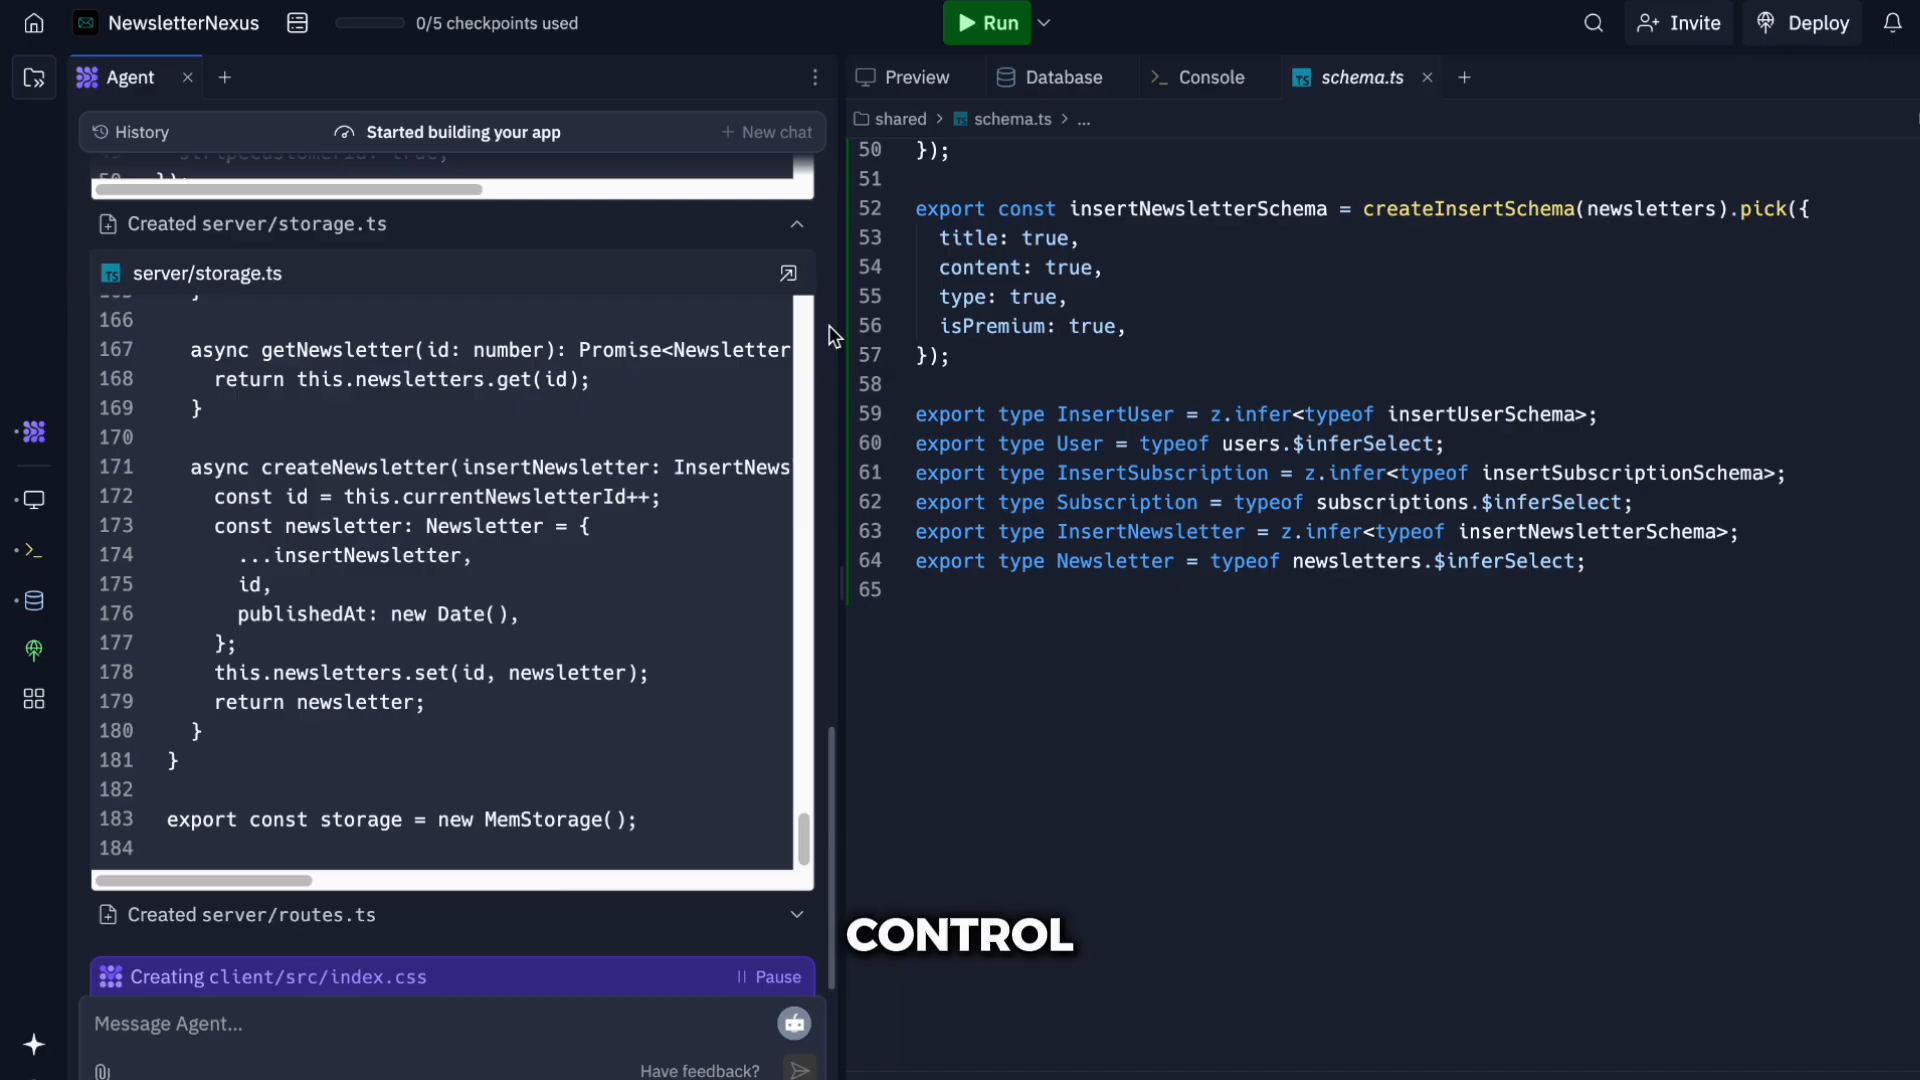 NewsletterNexus
0/5 checkpoints used
Run
Invite
Deploy
Agent
Preview
Database
Console
schema.ts
History
Started building your app
+ New chat
shared > schema.ts > ...
stripeCustomerId: true,
50 });
Created server/storage.ts
server/storage.ts
166
167 async getNewsletter(id: number): Promise<Newsletter
168 return this.newsletters.get(id);
169 }
170
171 async createNewsletter(insertNewsletter: InsertNews
172 const id = this.currentNewsletterId++;
173 const newsletter: Newsletter = {
174 ...insertNewsletter,
175 id,
176 publishedAt: new Date(),
177 };
178 this.newsletters.set(id, newsletter);
179 return newsletter;
180 }
181 }
182
183 export const storage = new MemStorage();
184
Created server/routes.ts
Creating client/src/index.css
Pause
Message Agent...
Have feedback?
50 });
51
52 export const insertNewsletterSchema = createInsertSchema(newsletters).pick({
53 title: true,
54 content: true,
55 type: true,
56 isPremium: true,
57 });
58
59 export type InsertUser = z.infer<typeof insertUserSchema>;
60 export type User = typeof users.$inferSelect;
61 export type InsertSubscription = z.infer<typeof insertSubscriptionSchema>;
62 export type Subscription = typeof subscriptions.$inferSelect;
63 export type InsertNewsletter = z.infer<typeof insertNewsletterSchema>;
64 export type Newsletter = typeof newsletters.$inferSelect;
65
CONTROL